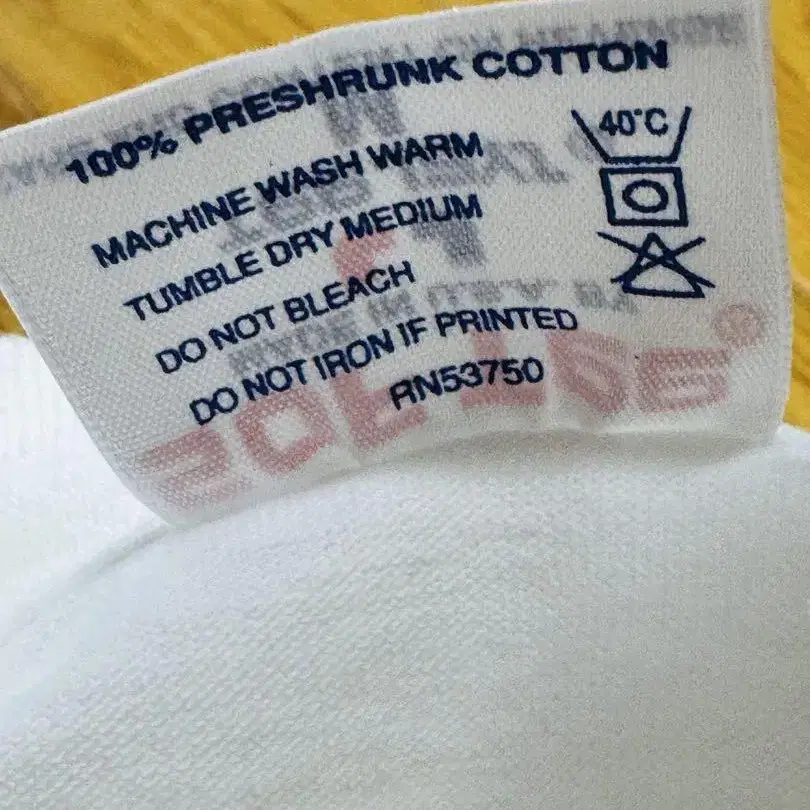 100% PRESHRUNK COTTON
MACHINE WASH WARM
TUMBLE DRY MEDIUM
DO NOT BLEACH
DO NOT IRON IF PRINTED
RN53750
40°C